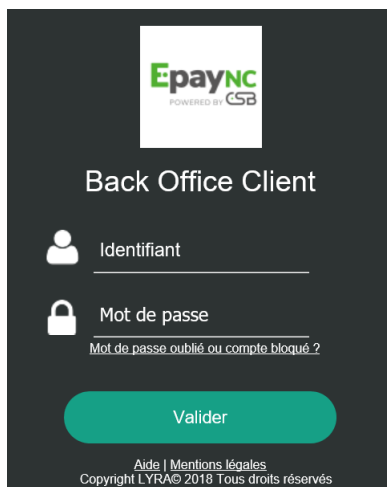 EpayNC
POWERED BY CSB
Back Office Client
Identifiant
Mot de passe
Mot de passe oublié ou compte bloqué ?
Valider
Aide | Mentions légales
Copyright LYRA© 2018 Tous droits réservés